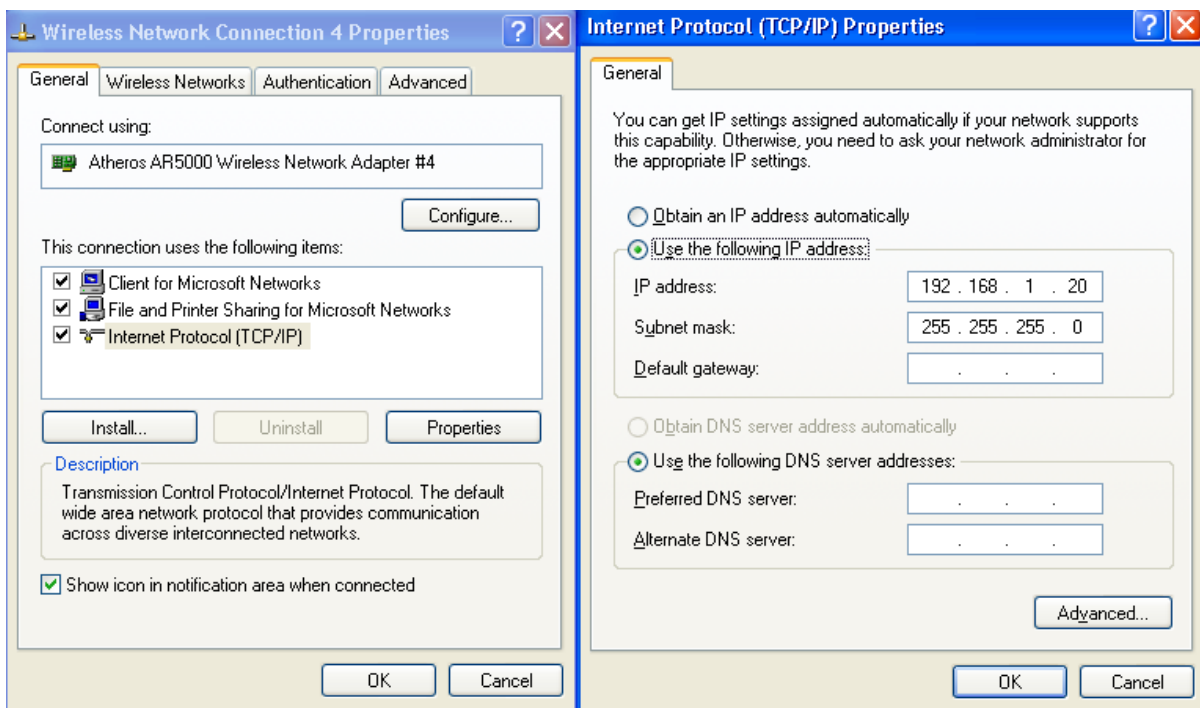 Wireless Network Connection 4 Properties
General
Wireless Networks
Authentication
Advanced
Connect using:
Atheros AR5000 Wireless Network Adapter #4
Configure...
This connection uses the following items:
Client for Microsoft Networks
File and Printer Sharing for Microsoft Networks
Internet Protocol (TCP/IP)
Install...
Uninstall
Properties
Description
Transmission Control Protocol/Internet Protocol. The default
wide area network protocol that provides communication
across diverse interconnected networks.
Show icon in notification area when connected
OK
Cancel
Internet Protocol (TCP/IP) Properties
General
You can get IP settings assigned automatically if your network supports
this capability. Otherwise, you need to ask your network administrator for
the appropriate IP settings.
Obtain an IP address automatically
Use the following IP address:
IP address: 192 . 168 . 1 . 20
Subnet mask: 255 . 255 . 255 . 0
Default gateway: . . .
Obtain DNS server address automatically
Use the following DNS server addresses:
Preferred DNS server: . . .
Alternate DNS server: . . .
Advanced...
OK
Cancel